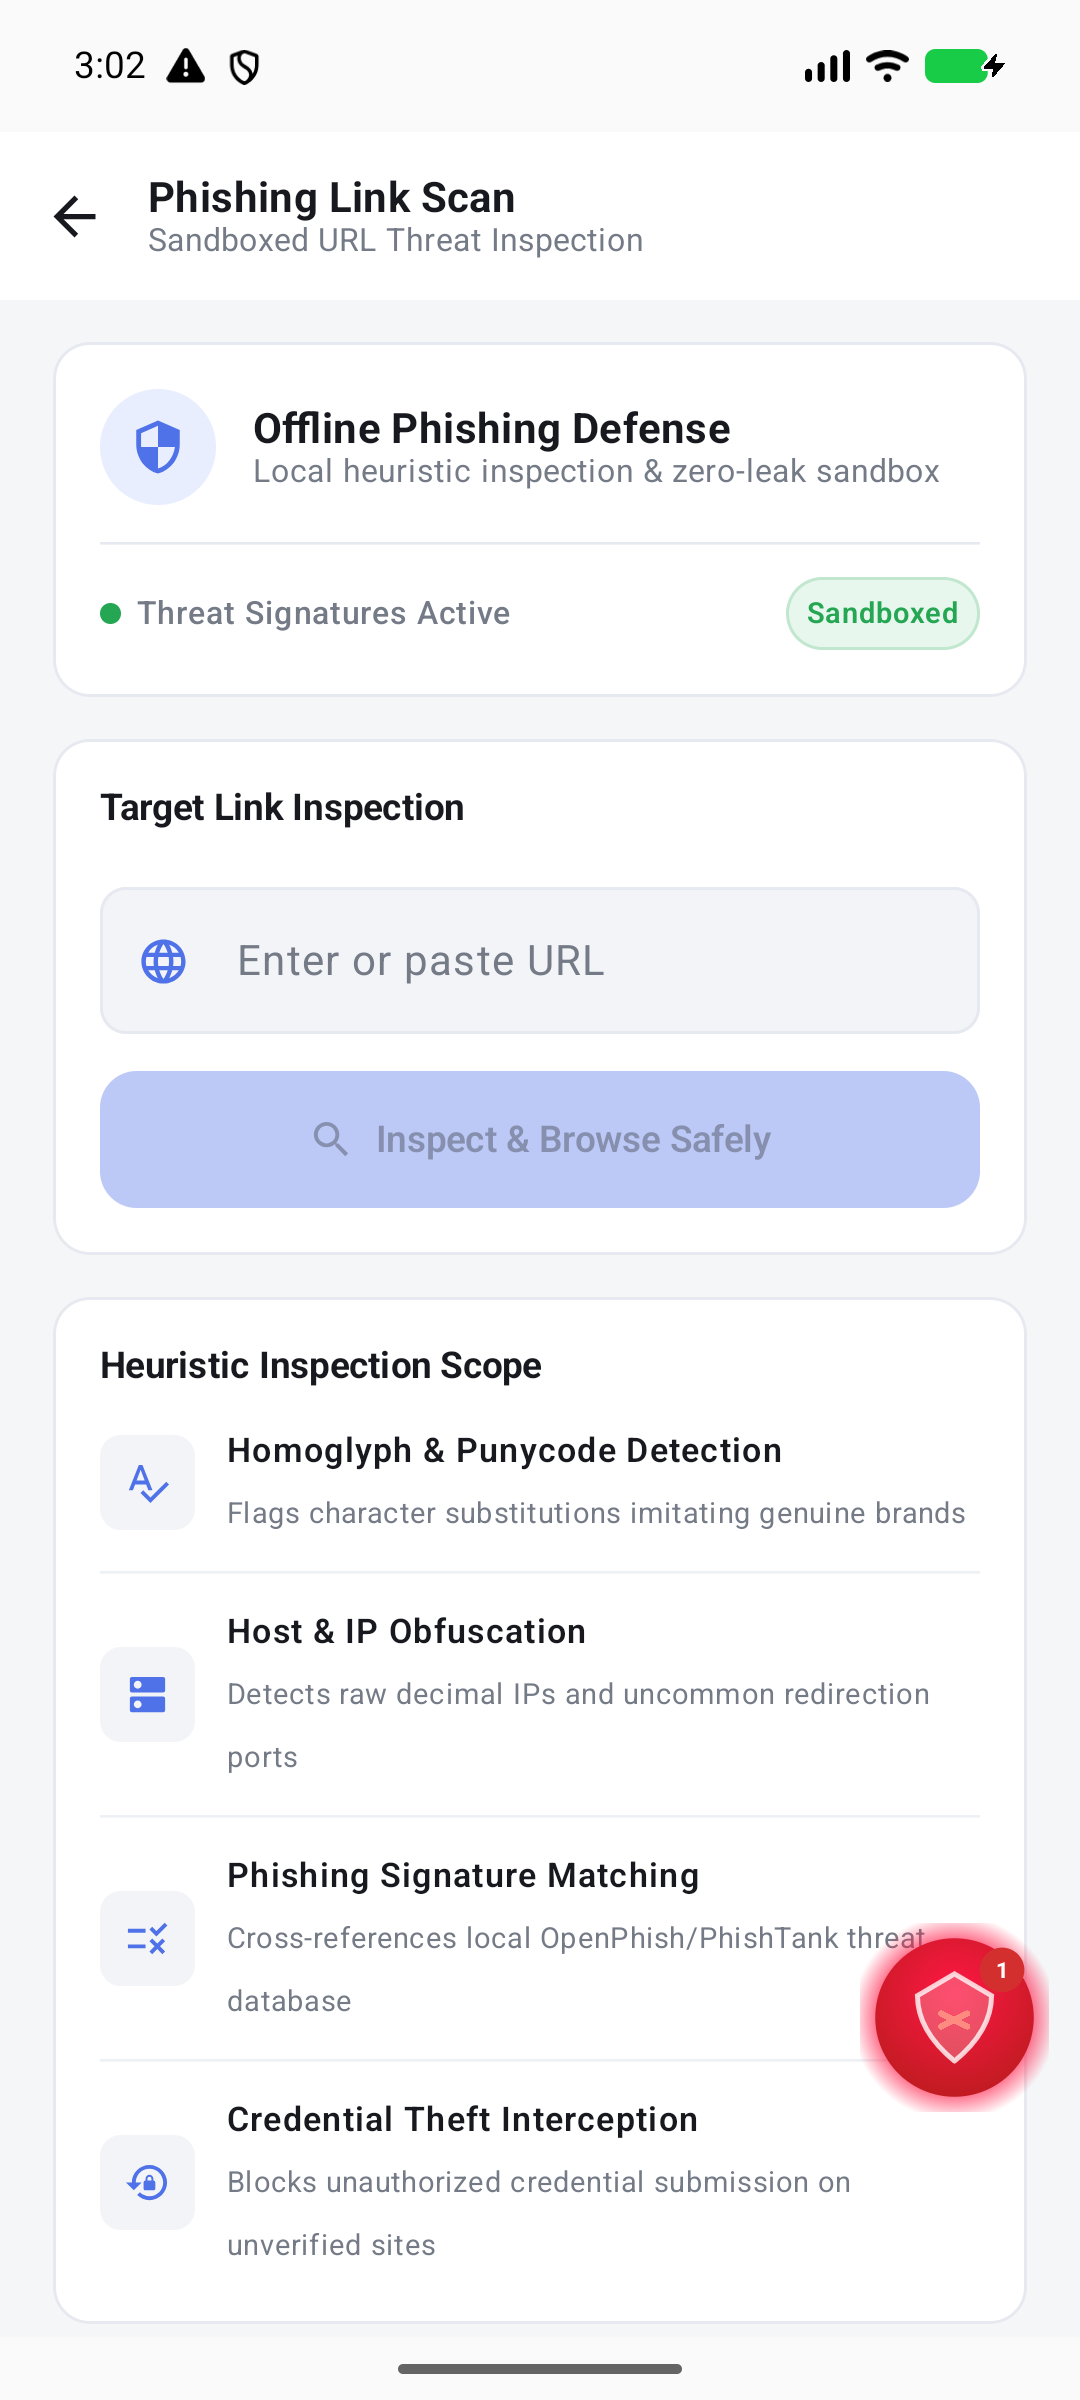 3:02
Phishing Link Scan
Sandboxed URL Threat Inspection
Offline Phishing Defense
Local heuristic inspection & zero-leak sandbox
Threat Signatures Active
Sandboxed
Target Link Inspection
Enter or paste URL
Inspect & Browse Safely
Heuristic Inspection Scope
Homoglyph & Punycode Detection
Flags character substitutions imitating genuine brands
Host & IP Obfuscation
Detects raw decimal IPs and uncommon redirection
ports
Phishing Signature Matching
Cross-references local OpenPhish/PhishTank threat
database
1
Credential Theft Interception
Blocks unauthorized credential submission on
unverified sites